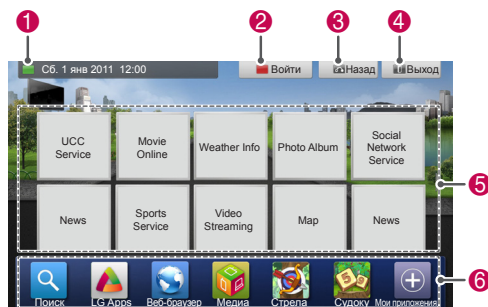 1 2 3 4
Сб. 1 янв 2011 12:00 Войти Назад Выход
UCC Service
Movie Online
Weather Info
Photo Album
Social Network Service
5
News
Sports Service
Video Streaming
Map
News
6
Поиск LG Apps Веб-браузер Медиа Стрела Судоку Мои приложения